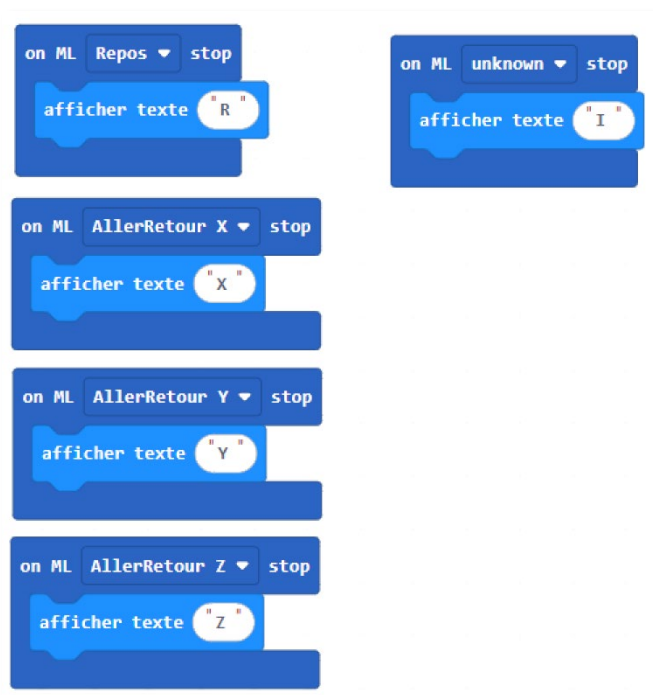 on ML Repos stop
afficher texte "R"
on ML unknown stop
afficher texte "I"
on ML AllerRetour X stop
afficher texte "X"
on ML AllerRetour Y stop
afficher texte "Y"
on ML AllerRetour Z stop
afficher texte "Z"